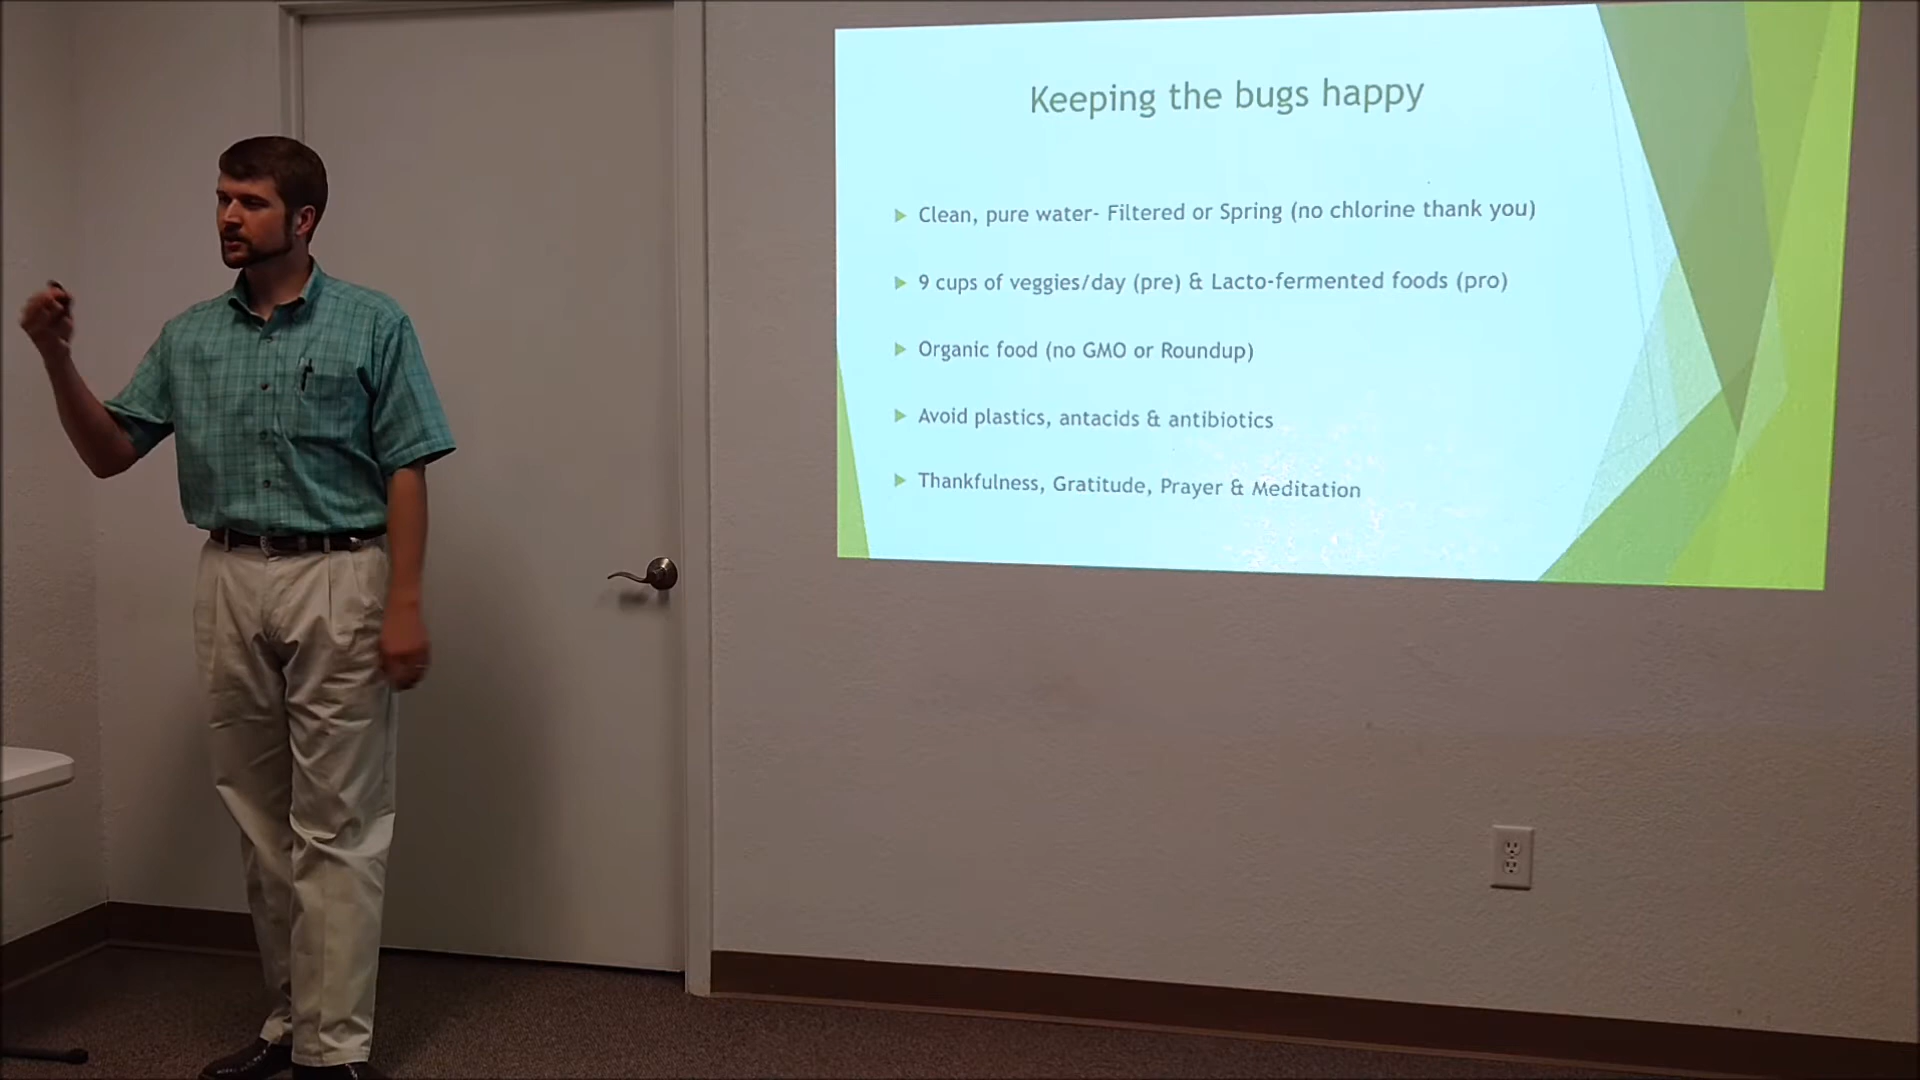 Keeping the bugs happy
Clean, pure water- Filtered or Spring (no chlorine thank you)
9 cups of veggies/day (pre) & Lacto-fermented foods (pro)
Organic food (no GMO or Roundup)
Avoid plastics, antacids & antibiotics
Thankfulness, Gratitude, Prayer & Meditation